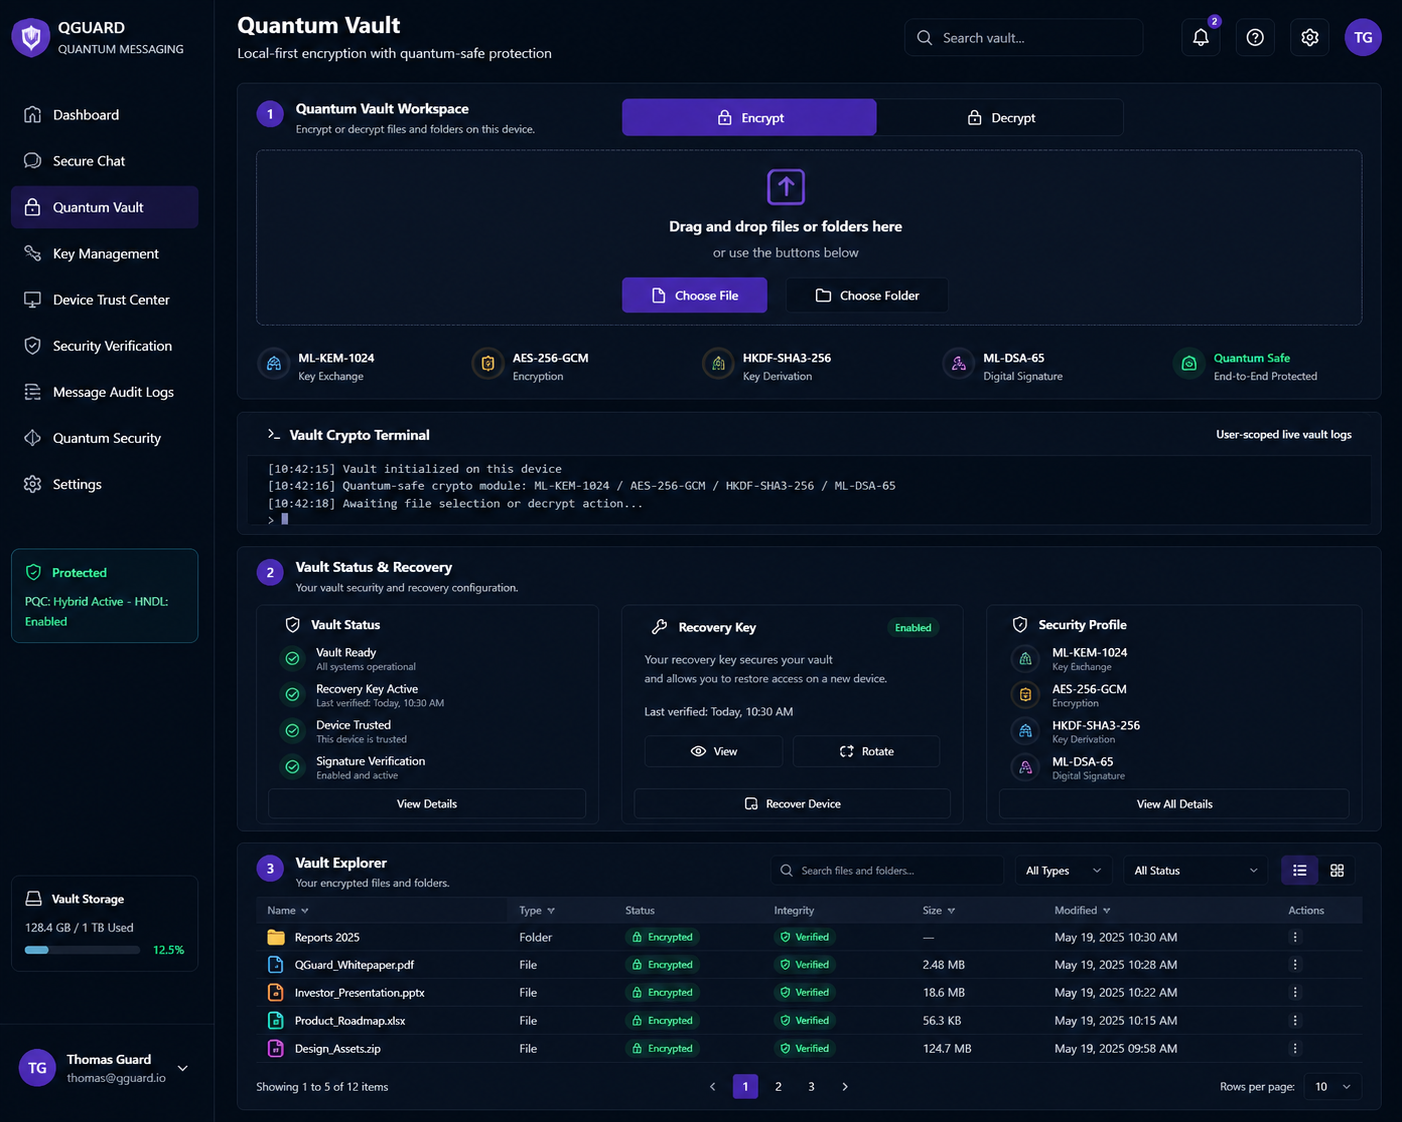 QGUARD
QUANTUM MESSAGING
Dashboard
Secure Chat
Quantum Vault
Key Management
Device Trust Center
Security Verification
Message Audit Logs
Quantum Security
Settings
Protected
PQC: Hybrid Active - HNDL:
Enabled
Vault Storage
128.4 GB / 1 TB Used
12.5%
TG
Thomas Guard
thomas@qguard.io
Quantum Vault
Local-first encryption with quantum-safe protection
Search vault...
2
TG
1
Quantum Vault Workspace
Encrypt or decrypt files and folders on this device.
Encrypt
Decrypt
Drag and drop files or folders here
or use the buttons below
Choose File
Choose Folder
ML-KEM-1024
Key Exchange
AES-256-GCM
Encryption
HKDF-SHA3-256
Key Derivation
ML-DSA-65
Digital Signature
Quantum Safe
End-to-End Protected
>_ Vault Crypto Terminal
User-scoped live vault logs
[10:42:15] Vault initialized on this device
[10:42:16] Quantum-safe crypto module: ML-KEM-1024 / AES-256-GCM / HKDF-SHA3-256 / ML-DSA-65
[10:42:18] Awaiting file selection or decrypt action...
>
2
Vault Status & Recovery
Your vault security and recovery configuration.
Vault Status
Vault Ready
All systems operational
Recovery Key Active
Last verified: Today, 10:30 AM
Device Trusted
This device is trusted
Signature Verification
Enabled and active
View Details
Recovery Key
Enabled
Your recovery key secures your vault
and allows you to restore access on a new device.
Last verified: Today, 10:30 AM
View
Rotate
Recover Device
Security Profile
ML-KEM-1024
Key Exchange
AES-256-GCM
Encryption
HKDF-SHA3-256
Key Derivation
ML-DSA-65
Digital Signature
View All Details
3
Vault Explorer
Your encrypted files and folders.
Search files and folders...
All Types
All Status
Name Type Status Integrity Size Modified Actions
Reports 2025 Folder Encrypted Verified — May 19, 2025 10:30 AM
QGuard_Whitepaper.pdf File Encrypted Verified 2.48 MB May 19, 2025 10:28 AM
Investor_Presentation.pptx File Encrypted Verified 18.6 MB May 19, 2025 10:22 AM
Product_Roadmap.xlsx File Encrypted Verified 56.3 KB May 19, 2025 10:15 AM
Design_Assets.zip File Encrypted Verified 124.7 MB May 19, 2025 09:58 AM
Showing 1 to 5 of 12 items
1 2 3
Rows per page: 10